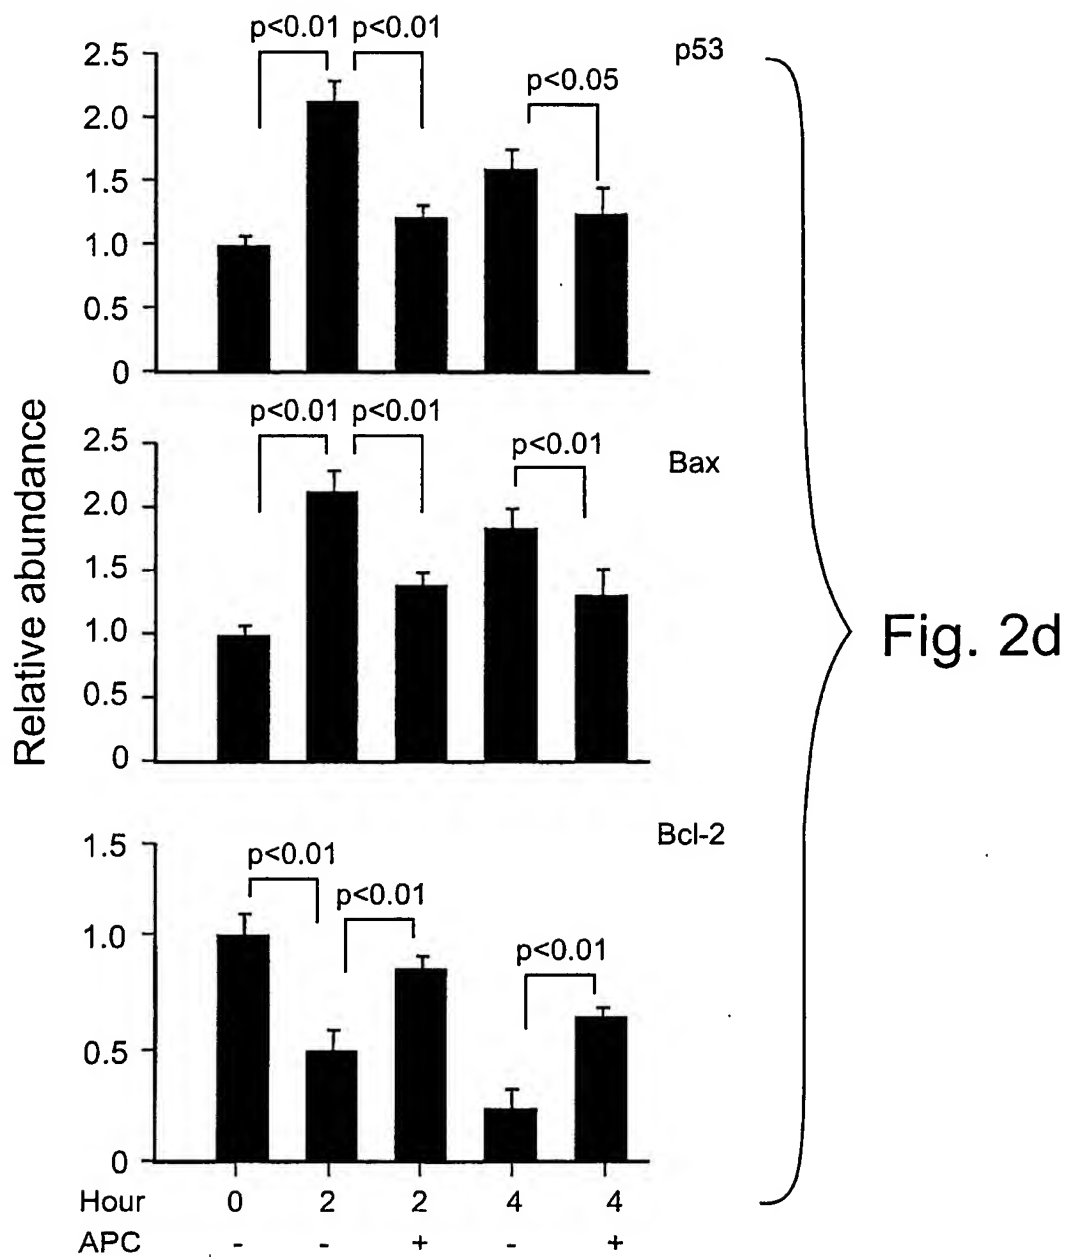 p<0.01 p<0.01
p53
2.5
p<0.05
2.0
1.5
1.0
0.5
0
Relative abundance
p<0.01 p<0.01
p<0.01
Bax
2.5
2.0
1.5
1.0
0.5
0
Fig. 2d
Bcl-2
1.5
p<0.01
p<0.01
p<0.01
1.0
0.5
0
Hour 0 2 2 4 4
APC - - + - +